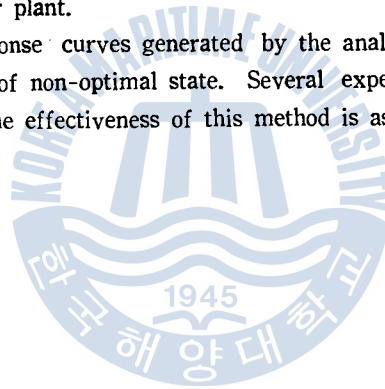 r plant.
onse curves generated by the anal
of non-optimal state. Several expe
ne effectiveness of this method is as
KOREA MARITIME UNIVERSITY
1945
한국해양대학교